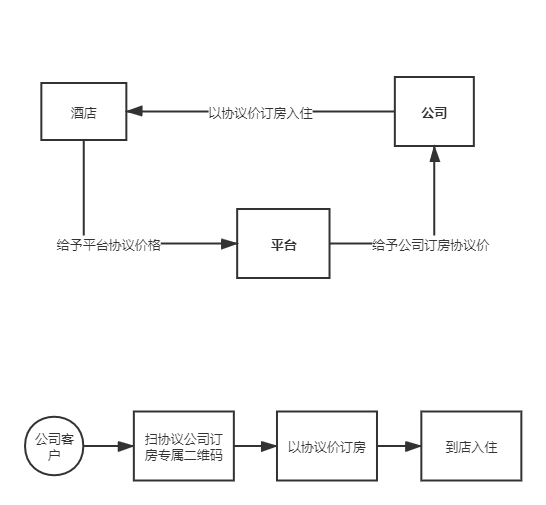 酒店
以协议价订房入住
公司
给予平台协议价格
平台
给予公司订房协议价
公司客
户
扫协议公司订
房专属二维码
以协议价订房
到店入住